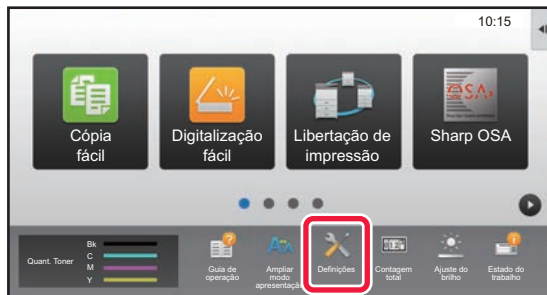 10:15
Cópia
fácil
Digitalização
fácil
Libertação de
impressão
OSA
Sharp OSA
Quant. Toner
Bk
C
M
Y
Guia de
operação
Ampliar
modo
apresentação
Definições
Contagem
total
Ajuste do
brilho
Estado do
trabalho